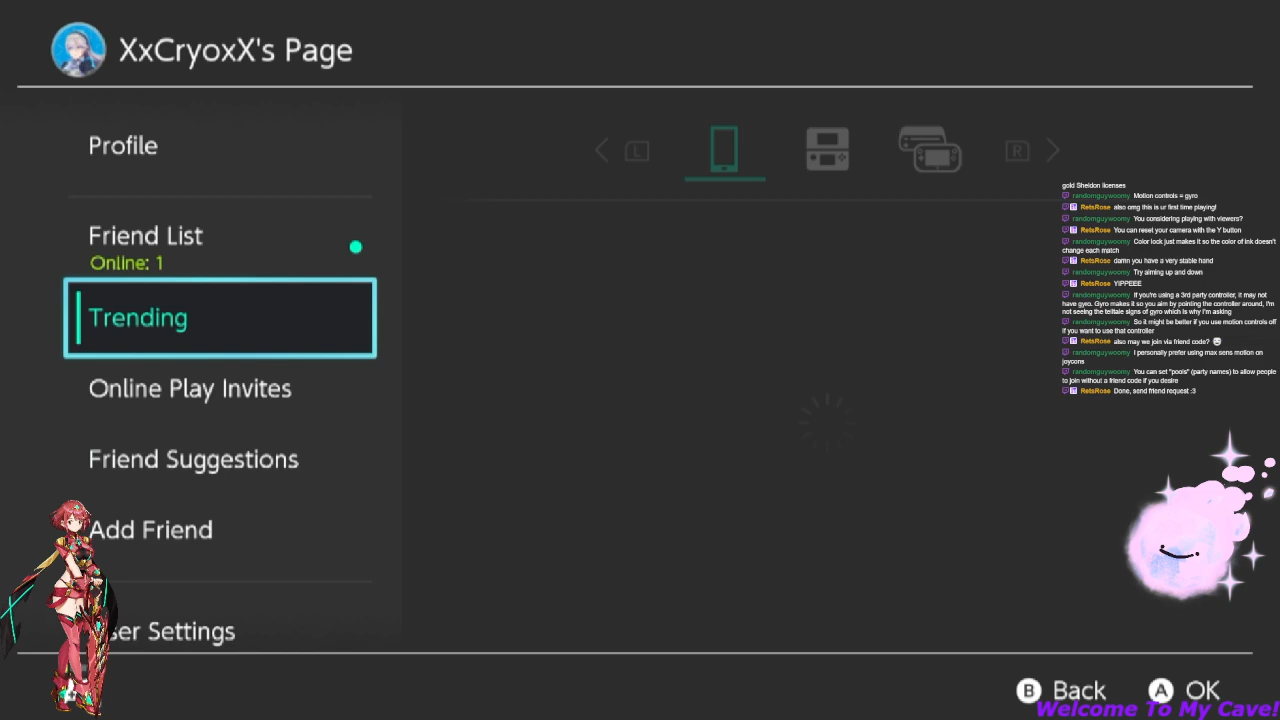 XxCryoxX's Page
Profile
Friend List
Online: 1
Trending
Online Play Invites
Friend Suggestions
Add Friend
ser Settings
L
R
gold Sheldon licenses
randomguywoomy Motion controls = gyro
RetsRose also omg this is ur first time playing!
randomguywoomy You considering playing with viewers?
RetsRose You can reset your camera with the Y button
randomguywoomy Color lock just makes it so the color of ink doesn't
change each match
RetsRose damn you have a very stable hand
randomguywoomy Try aiming up and down
RetsRose YiPPEEE
randomguywoomy If you're using a 3rd party controller, it may not
have gyro. Gyro makes it so you aim by pointing the controller around, I'm
not seeing the telltale signs of gyro which is why I'm asking
randomguywoomy So it might be better if you use motion controls off
if you want to use that controller
RetsRose also may we join via friend code?
randomguywoomy I personally prefer using max sens motion on
joycons
randomguywoomy You can set "pools" (party names) to allow people
to join without a friend code if you desire
RetsRose Done, send friend request :3
B Back
A OK
Welcome To My Cave!